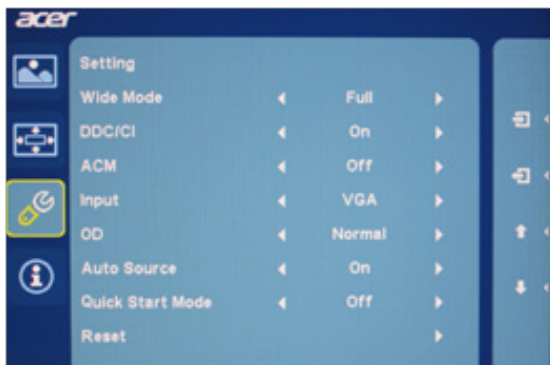 acer
Setting
Wide Mode Full
DDC/CI On
ACM Off
Input VGA
OD Normal
Auto Source On
Quick Start Mode Off
Reset